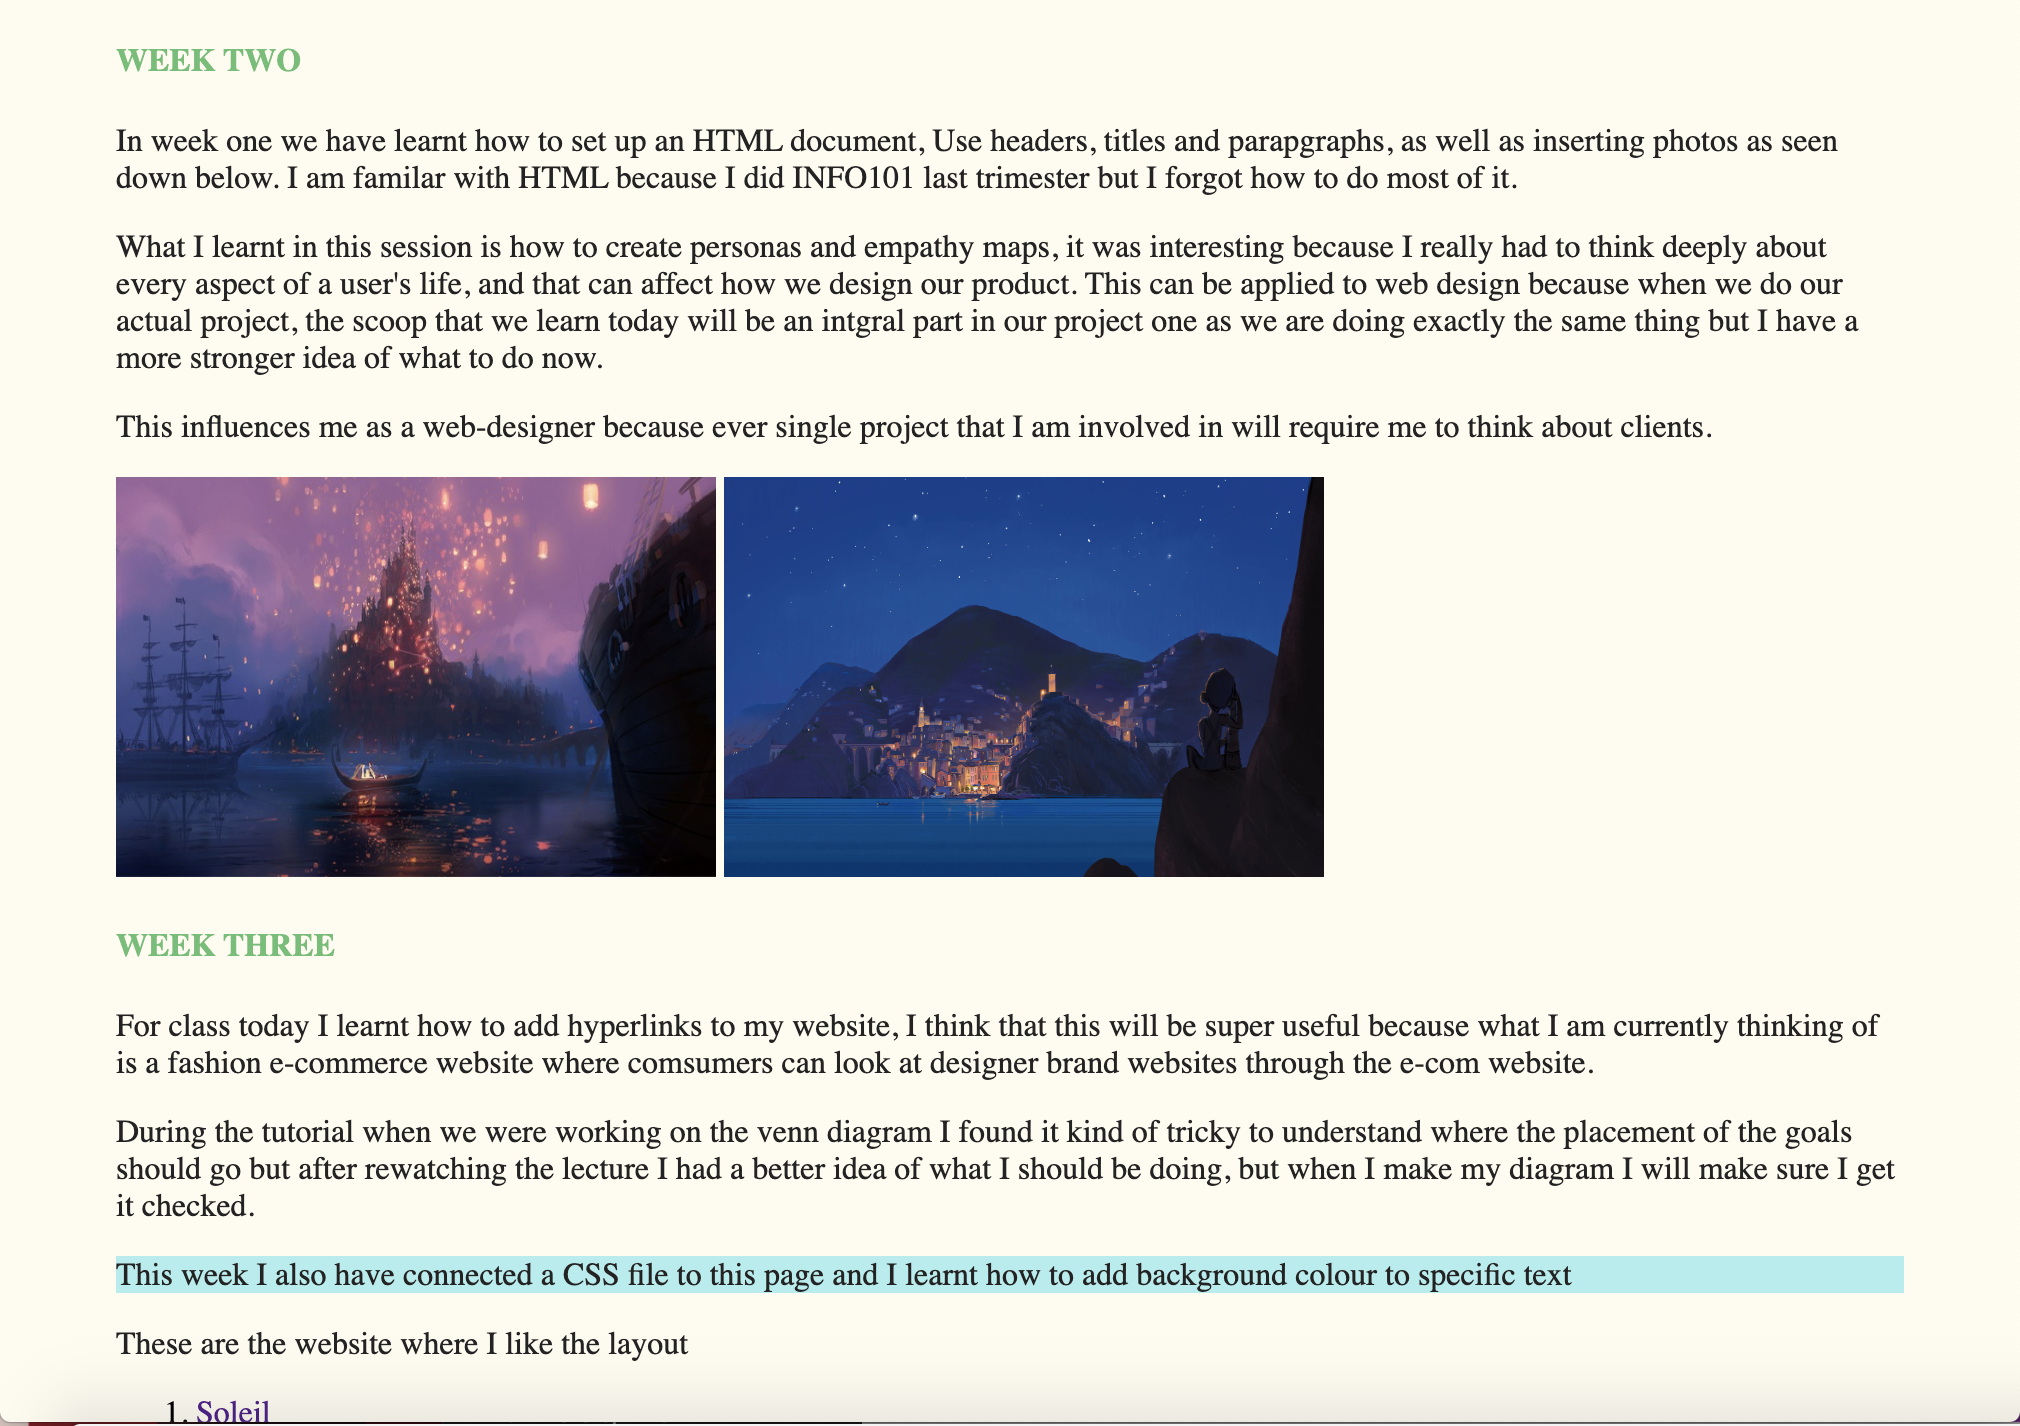 WEEK TWO
In week one we have learnt how to set up an HTML document, Use headers, titles and parapgraphs, as well as inserting photos as seen
down below. I am familar with HTML because I did INFO101 last trimester but I forgot how to do most of it.
What I learnt in this session is how to create personas and empathy maps, it was interesting because I really had to think deeply about
every aspect of a user's life, and that can affect how we design our product. This can be applied to web design because when we do our
actual project, the scoop that we learn today will be an intgral part in our project one as we are doing exactly the same thing but I have a
more stronger idea of what to do now.
This influences me as a web-designer because ever single project that I am involved in will require me to think about clients.
WEEK THREE
For class today I learnt how to add hyperlinks to my website, I think that this will be super useful because what I am currently thinking of
is a fashion e-commerce website where comsumers can look at designer brand websites through the e-com website.
During the tutorial when we were working on the venn diagram I found it kind of tricky to understand where the placement of the goals
should go but after rewatching the lecture I had a better idea of what I should be doing, but when I make my diagram I will make sure I get
it checked.
This week I also have connected a CSS file to this page and I learnt how to add background colour to specific text
These are the website where I like the layout
1. Soleil